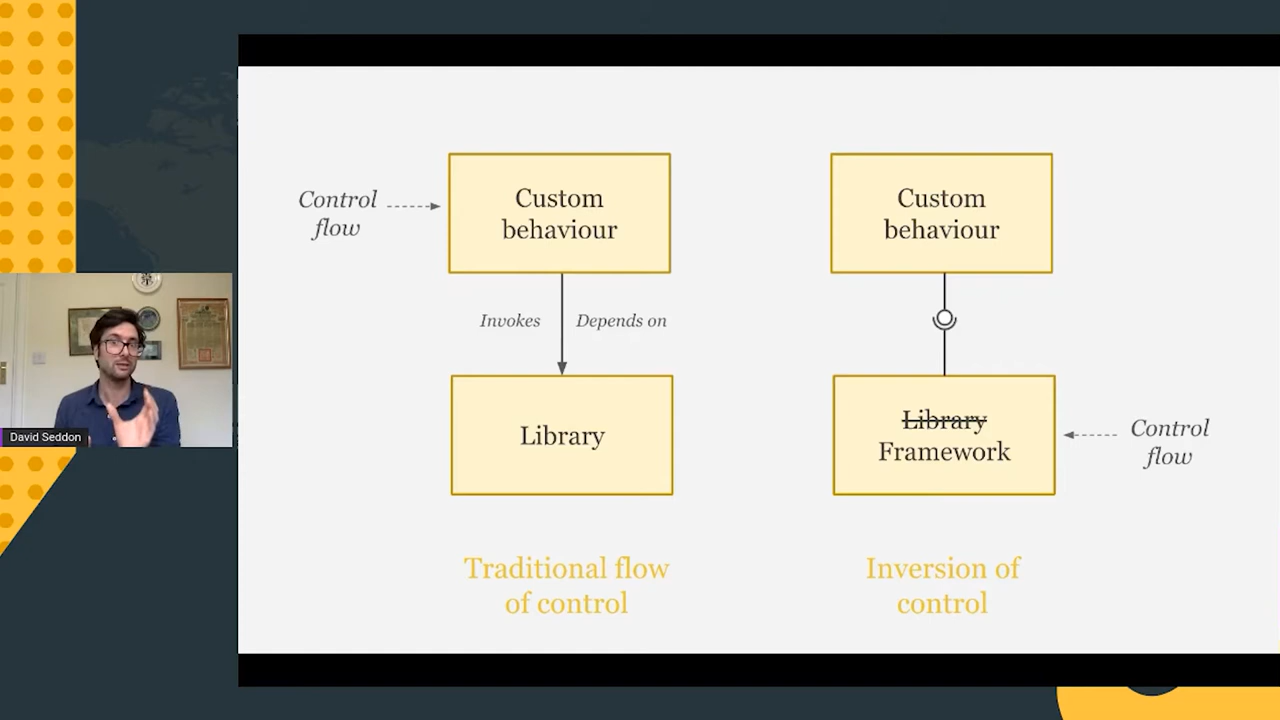 Control
flow
Custom
behaviour
Invokes
Depends on
Library
Traditional flow
of control
Custom
behaviour
Library
Framework
Control
flow
Inversion of
control
David Seddon